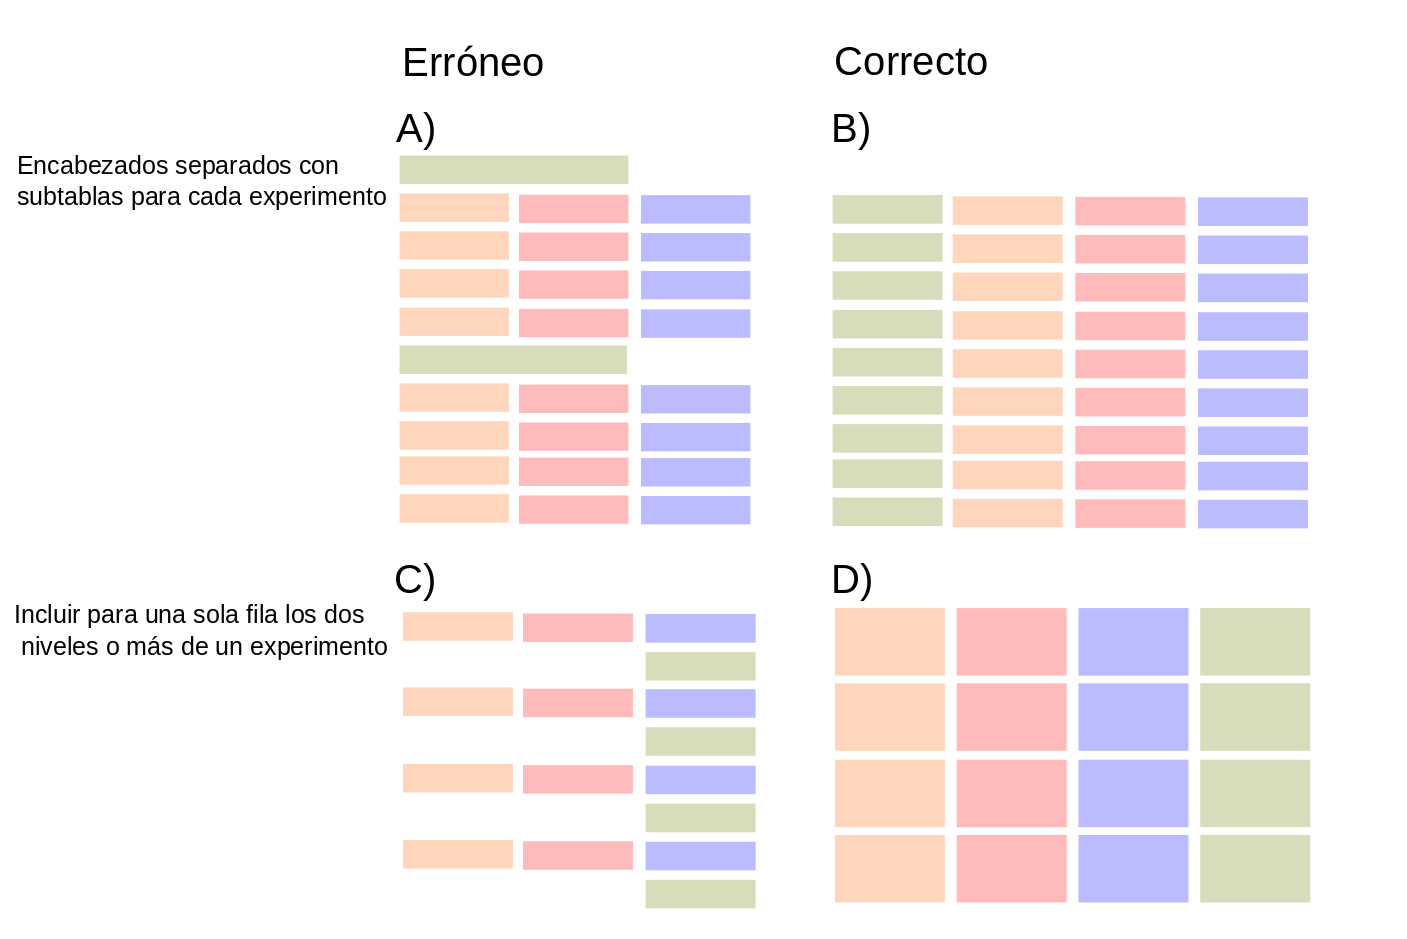 Erróneo
Correcto
A)
B)
Encabezados separados con
subtablas para cada experimento
C)
D)
Incluir para una sola fila los dos
niveles o más de un experimento